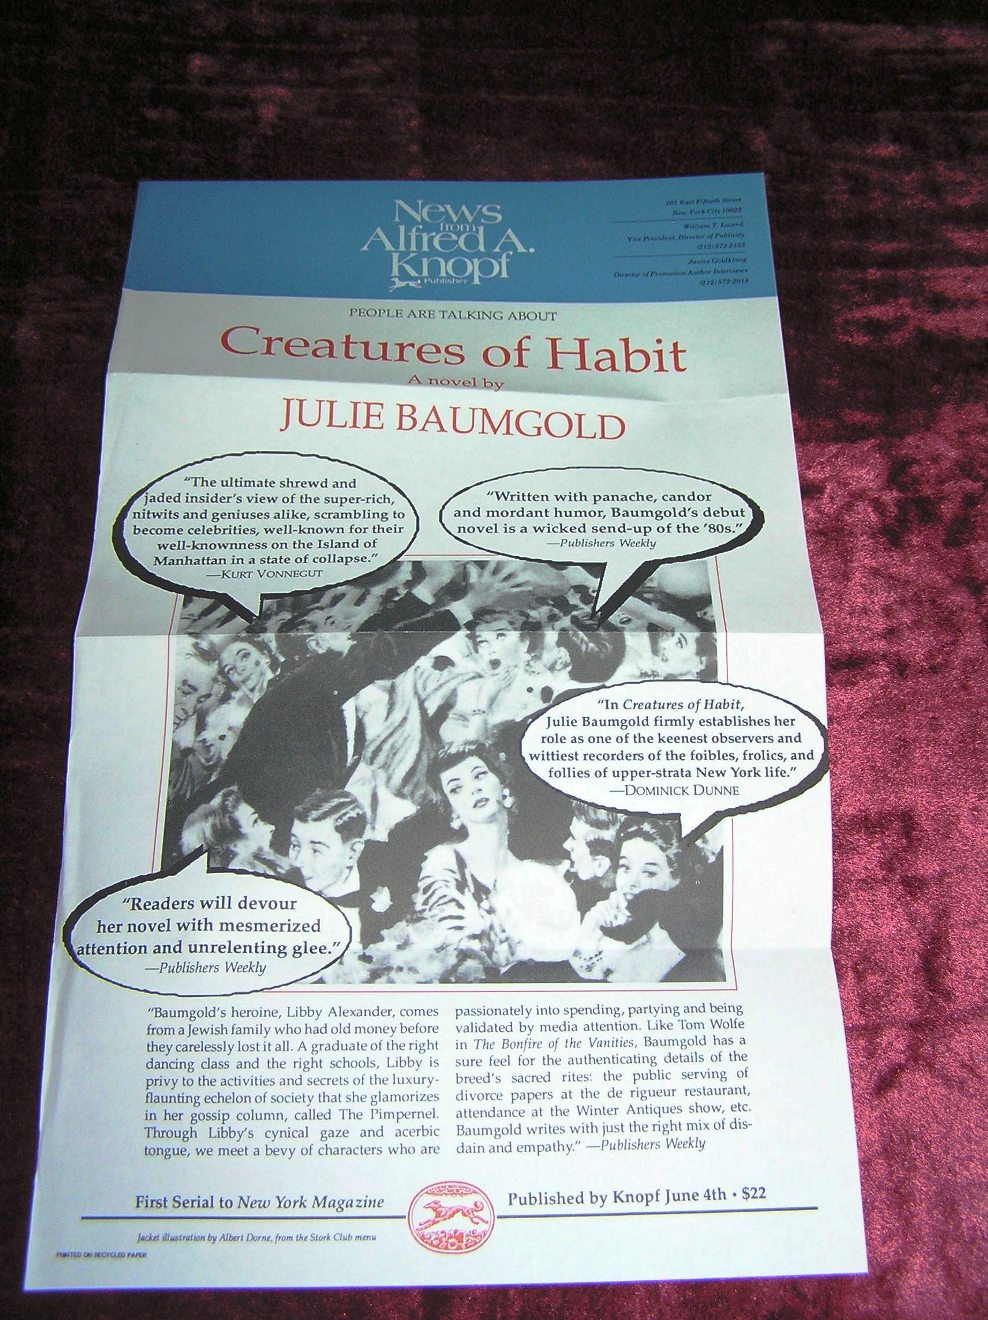 News
from
Alfred A.
Knopf
Publisher
201 East Fiftieth Street
New York City 10022
William T. Loverd
Vice President, Director of Publicity
(212) 572-2103
Janice Goldklang
Director of Promotion/Author Interviews
(212) 572-2018
PEOPLE ARE TALKING ABOUT
Creatures of Habit
A novel by
JULIE BAUMGOLD
“The ultimate shrewd and
jaded insider's view of the super-rich,
nitwits and geniuses alike, scrambling to
become celebrities, well-known for their
well-knownness on the Island of
Manhattan in a state of collapse.”
—KURT VONNEGUT
“Written with panache, candor
and mordant humor, Baumgold's debut
novel is a wicked send-up of the '80s.”
—Publishers Weekly
“In Creatures of Habit,
Julie Baumgold firmly establishes her
role as one of the keenest observers and
wittiest recorders of the foibles, frolics, and
follies of upper-strata New York life.”
—DOMINICK DUNNE
“Readers will devour
her novel with mesmerized
attention and unrelenting glee.”
—Publishers Weekly
“Baumgold's heroine, Libby Alexander, comes
from a Jewish family who had old money before
they carelessly lost it all. A graduate of the right
dancing class and the right schools, Libby is
privy to the activities and secrets of the luxury-
flaunting echelon of society that she glamorizes
in her gossip column, called The Pimpernel.
Through Libby's cynical gaze and acerbic
tongue, we meet a bevy of characters who are
passionately into spending, partying and being
validated by media attention. Like Tom Wolfe
in The Bonfire of the Vanities, Baumgold has a
sure feel for the authenticating details of the
breed's sacred rites: the public serving of
divorce papers at the de rigueur restaurant,
attendance at the Winter Antiques show, etc.
Baumgold writes with just the right mix of dis-
dain and empathy.” —Publishers Weekly
First Serial to New York Magazine
Published by Knopf June 4th • $22
Jacket illustration by Albert Dorne, from the Stork Club menu
PRINTED ON RECYCLED PAPER